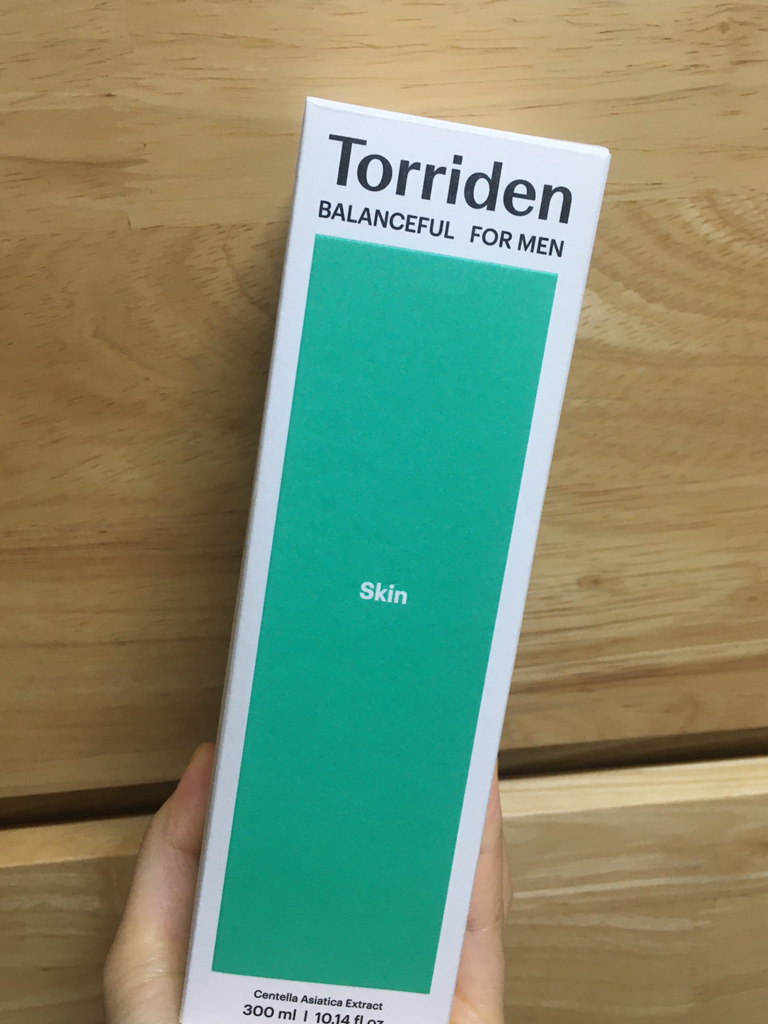 Torriden
BALANCEFUL FOR MEN
Skin
Centella Asiatica Extract
300 ml | 10.14 fl oz